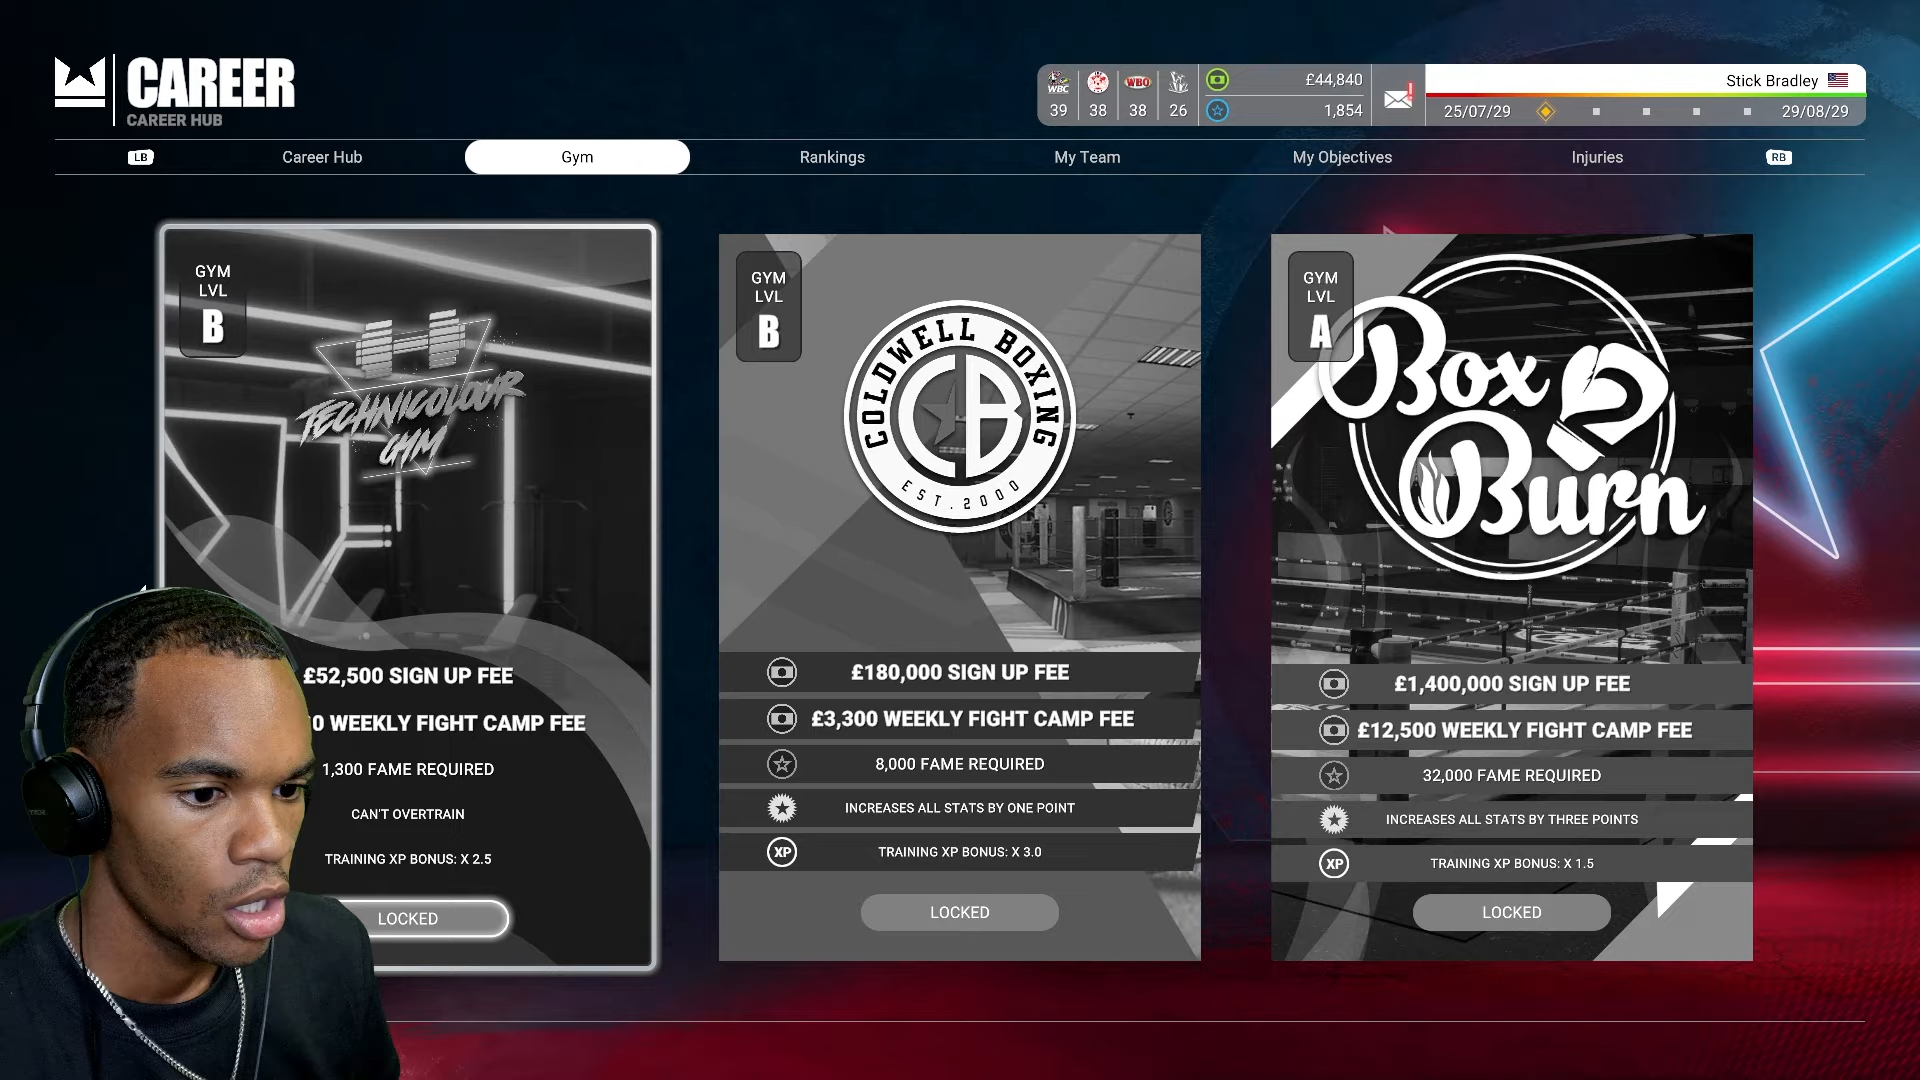 CAREER
CAREER HUB
WBC
WBO
39
38
38
26
£44,840
1,854
Stick Bradley
25/07/29
29/08/29
LB
Career Hub
Gym
Rankings
My Team
My Objectives
Injuries
RB
GYM
LVL
B
TECHNICOLOUR
GYM
£52,500 SIGN UP FEE
0 WEEKLY FIGHT CAMP FEE
1,300 FAME REQUIRED
CAN'T OVERTRAIN
TRAINING XP BONUS: X 2.5
LOCKED
GYM
LVL
B
COLDWELL BOXING
CB
EST. 2000
£180,000 SIGN UP FEE
£3,300 WEEKLY FIGHT CAMP FEE
8,000 FAME REQUIRED
INCREASES ALL STATS BY ONE POINT
XP
TRAINING XP BONUS: X 3.0
LOCKED
GYM
LVL
A
Box
Burn
£1,400,000 SIGN UP FEE
£12,500 WEEKLY FIGHT CAMP FEE
32,000 FAME REQUIRED
INCREASES ALL STATS BY THREE POINTS
XP
TRAINING XP BONUS: X 1.5
LOCKED